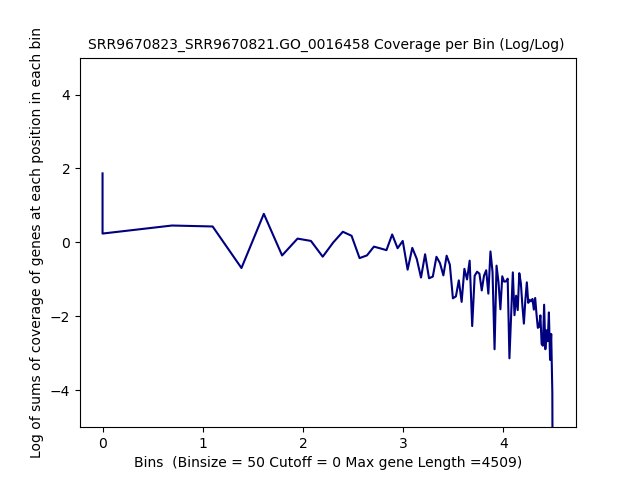 SRR9670823_SRR9670821.GO_0016458 Coverage per Bin (Log/Log)
Log of sums of coverage of genes at each position in each bin
4
2
0
−2
−4
0 1 2 3 4
Bins  (Binsize = 50 Cutoff = 0 Max gene Length =4509)